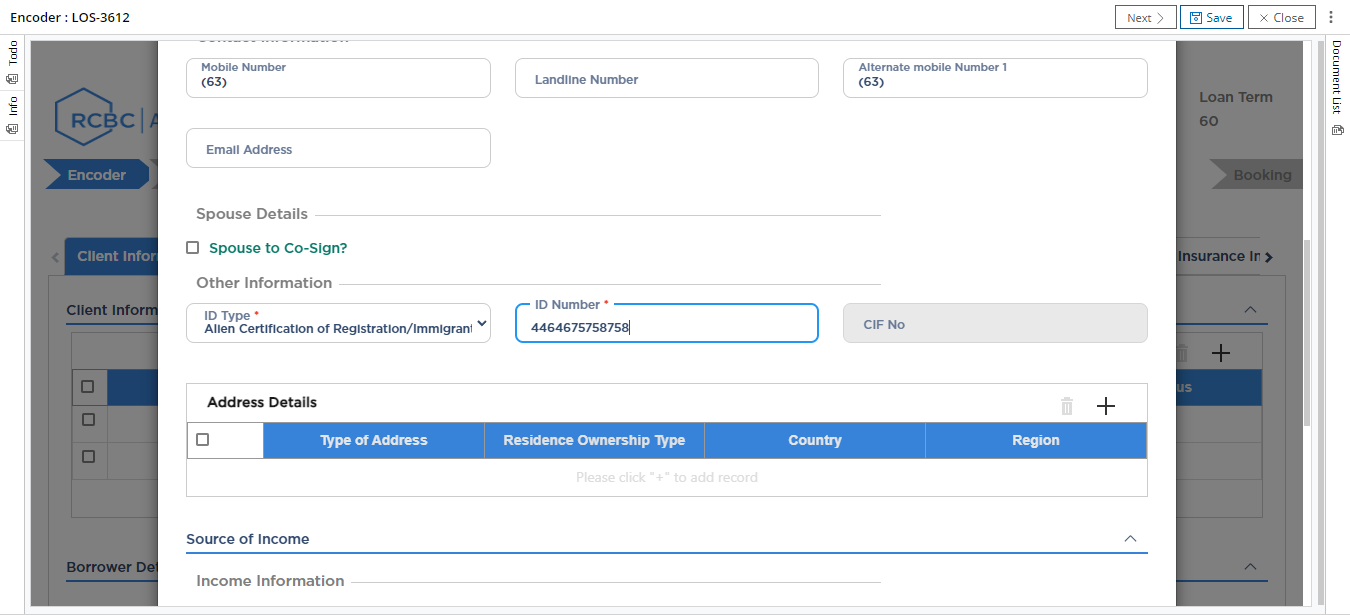 Encoder : LOS-3612
Next
Save
Close
Todo
Info
Document List
RCBC
Loan Term
60
Encoder
Booking
Contact Information
Mobile Number
(63)
Landline Number
Alternate mobile Number 1
(63)
Email Address
Spouse Details
Spouse to Co-Sign?
Other Information
Client Infor
Insurance In
Client Inform
ID Type *
Alien Certification of Registration/Immigrant
ID Number *
4464675758758
CIF No
us
Address Details
Type of Address
Residence Ownership Type
Country
Region
Please click "+" to add record
Source of Income
Borrower Det
Income Information